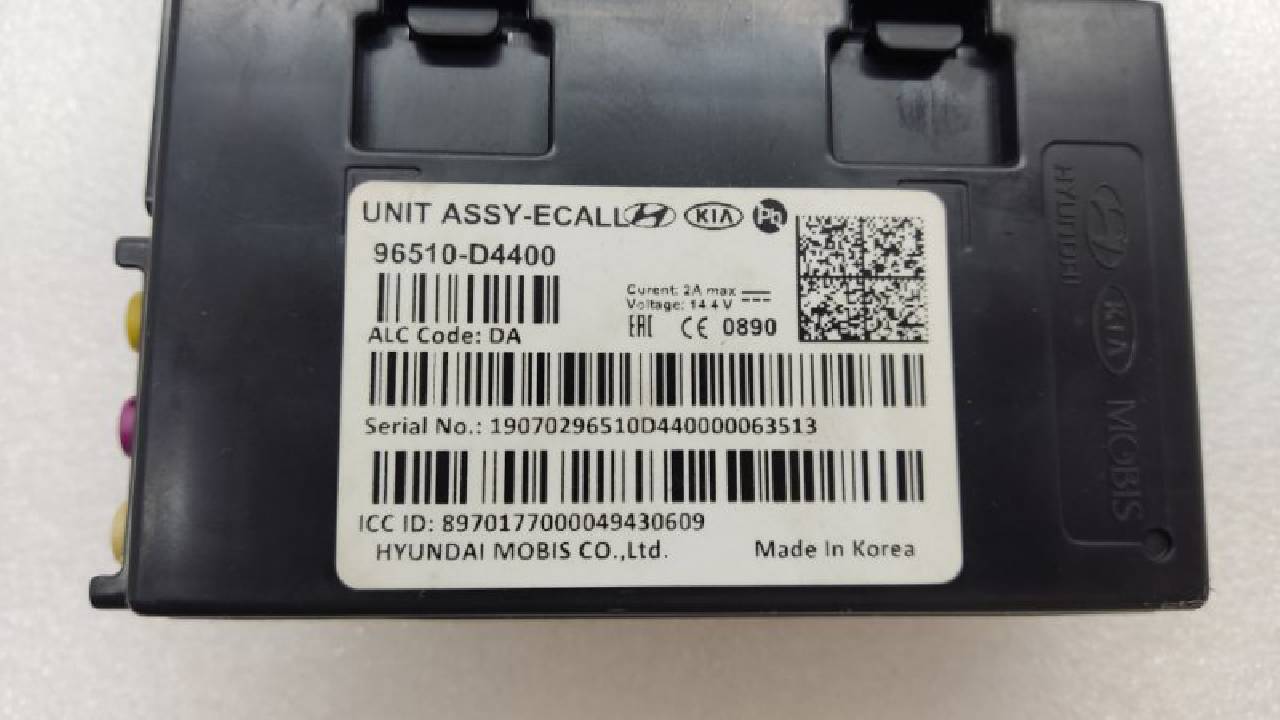 UNIT ASSY-ECALL KIA Pq
96510-D4400
Curent: 2A max
Voltage: 14.4 V
EAC CE 0890
ALC Code: DA
Serial No.: 19070296510D440000063513
ICC ID: 8970177000049430609
HYUNDAI MOBIS CO.,Ltd. Made In Korea
HYUNDAI KIA MOBIS